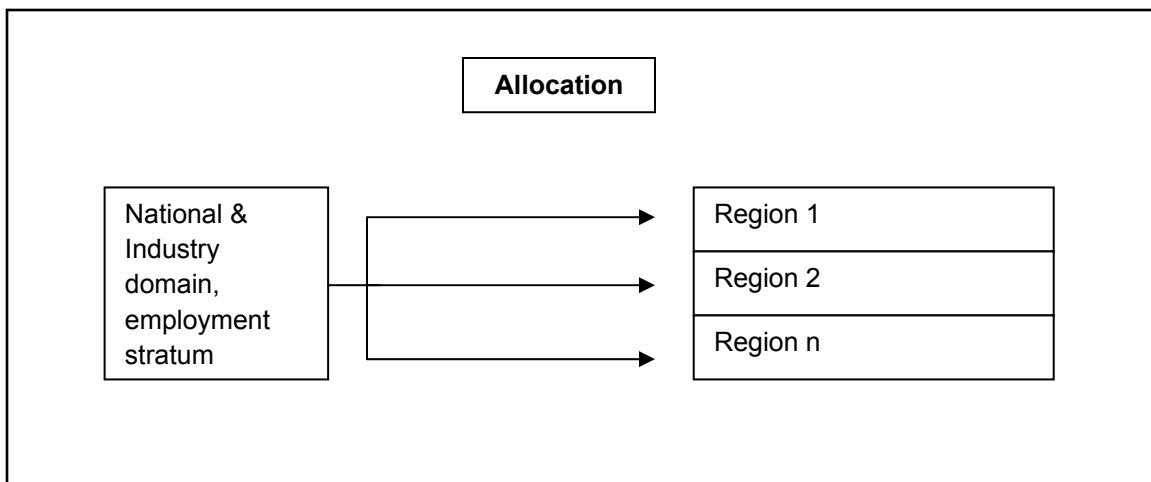 Allocation
National &
Industry
domain,
employment
stratum
Region 1
Region 2
Region n